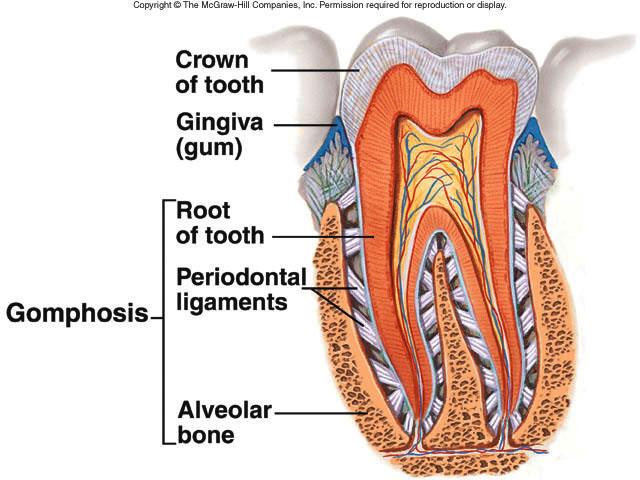 Copyright © The McGraw-Hill Companies, Inc. Permission required for reproduction or display.
Crown
of tooth
Gingiva
(gum)
Root
of tooth
Periodontal
ligaments
Gomphosis
Alveolar
bone